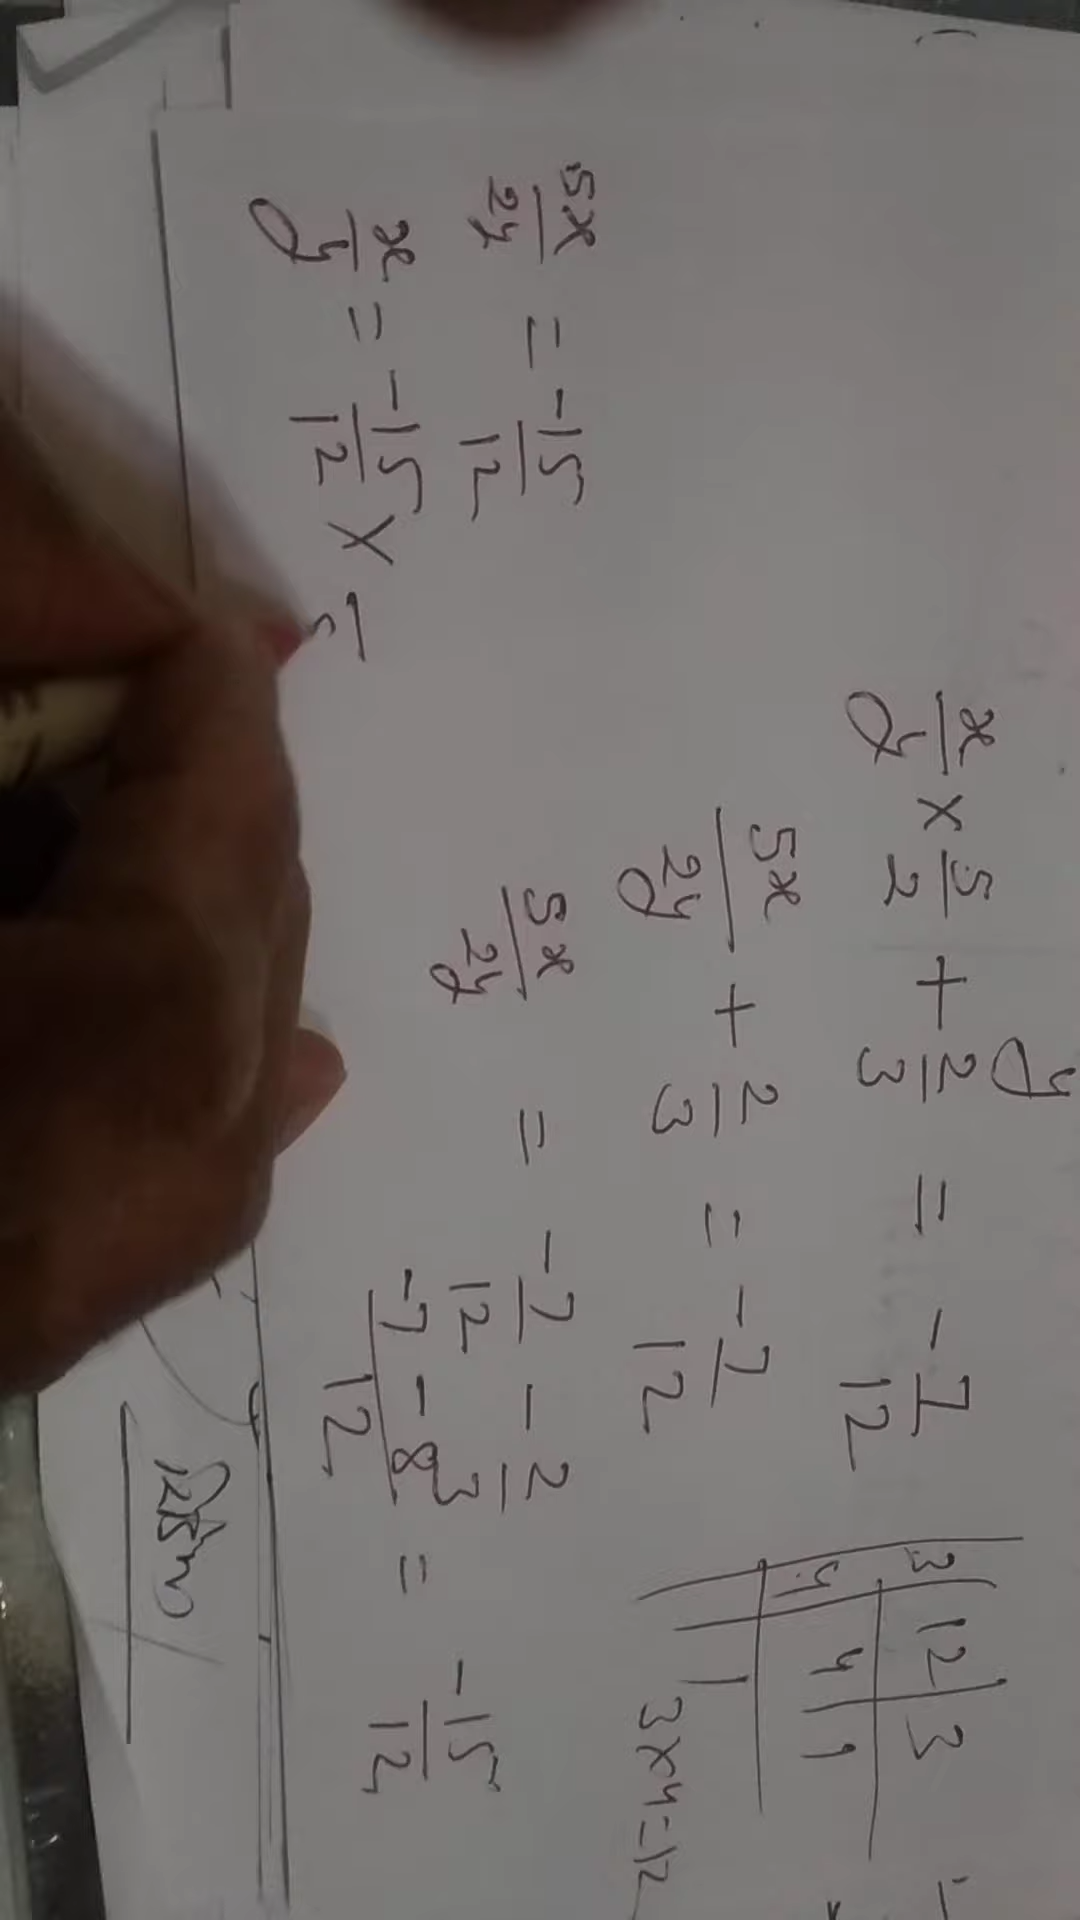 y
x/y × 5/2 + 2/3 = -7/12
3 | 12, 3
4 | 4, 1
1
5x/2y + 2/3 = -7/12
3×4=12
5x/2y = -7/12 - 2/3
-7-8/12 = -15/12
5x/2y = -15/12
x/y = -15/12 × /5